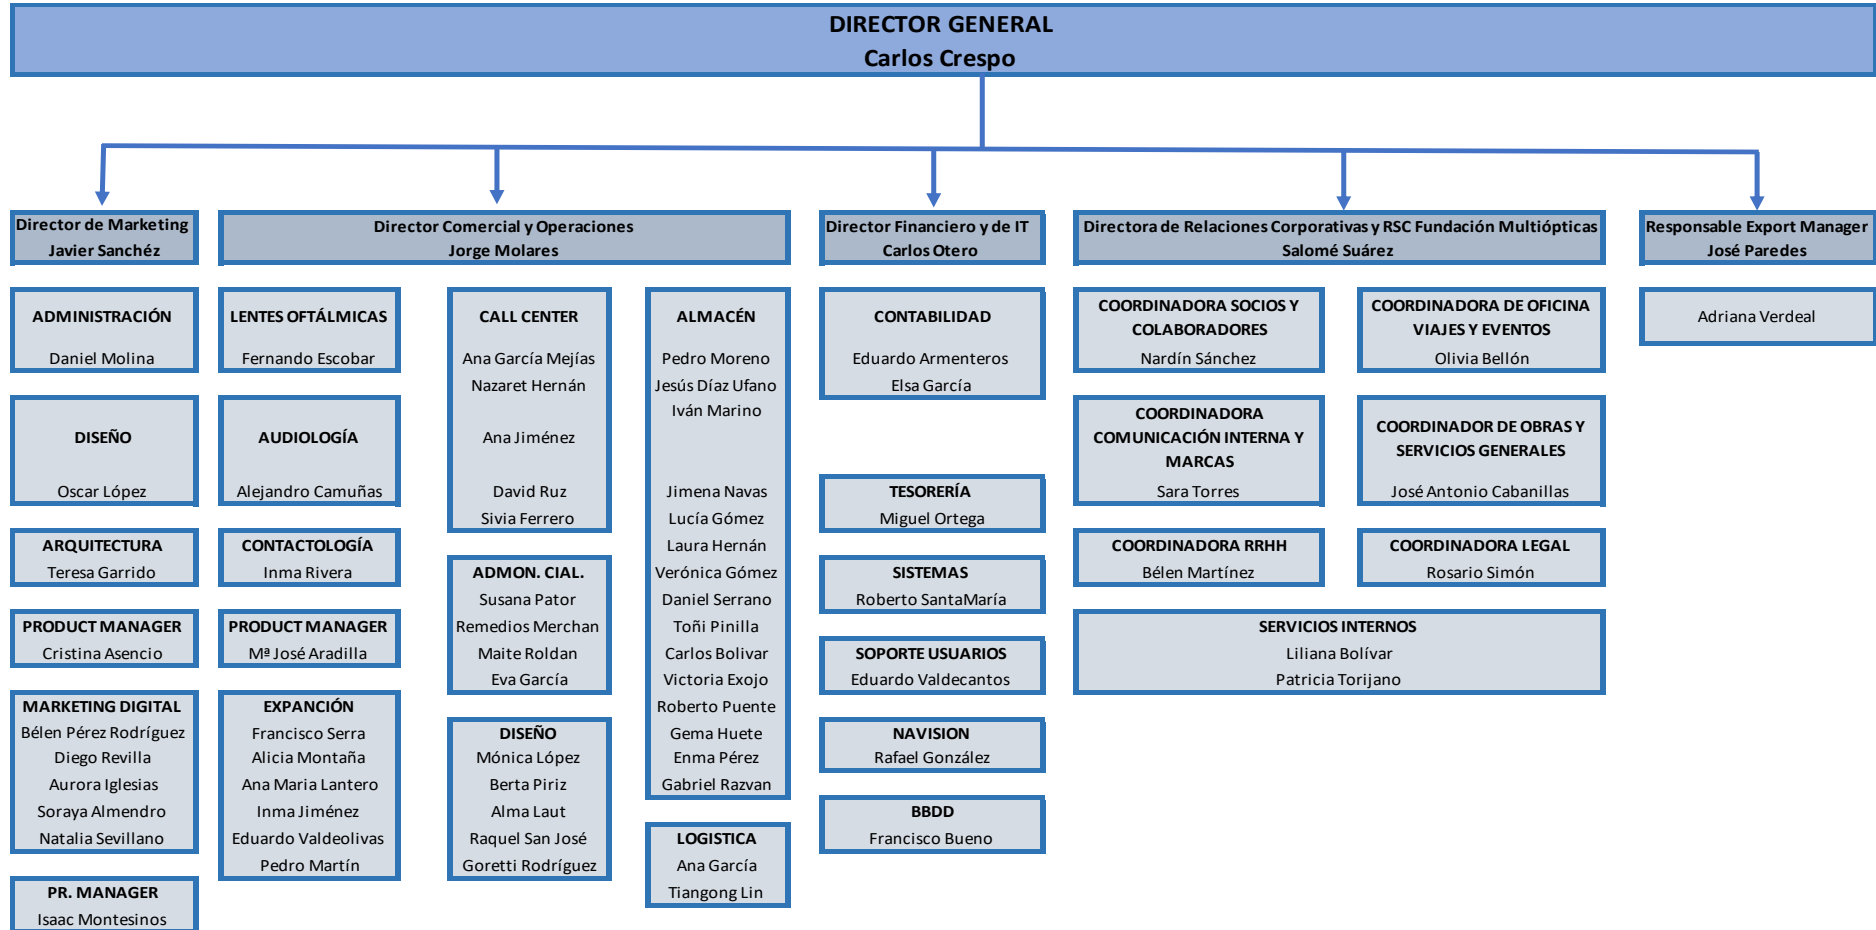 DIRECTOR GENERAL
Carlos Crespo
Director de Marketing
Javier Sanchéz
Director Comercial y Operaciones
Jorge Molares
Director Financiero y de IT
Carlos Otero
Directora de Relaciones Corporativas y RSC Fundación Multiópticas
Salomé Suárez
Responsable Export Manager
José Paredes
ADMINISTRACIÓN
Daniel Molina
DISEÑO
Oscar López
ARQUITECTURA
Teresa Garrido
PRODUCT MANAGER
Cristina Asencio
MARKETING DIGITAL
Bélen Pérez Rodríguez
Diego Revilla
Aurora Iglesias
Soraya Almendro
Natalia Sevillano
PR. MANAGER
Isaac Montesinos
LENTES OFTÁLMICAS
Fernando Escobar
AUDIOLOGÍA
Alejandro Camuñas
CONTACTOLOGÍA
Inma Rivera
PRODUCT MANAGER
Mª José Aradilla
EXPANCIÓN
Francisco Serra
Alicia Montaña
Ana Maria Lantero
Inma Jiménez
Eduardo Valdeolivas
Pedro Martín
CALL CENTER
Ana García Mejías
Nazaret Hernán
Ana Jiménez
David Ruz
Sivia Ferrero
ADMON. CIAL.
Susana Pator
Remedios Merchan
Maite Roldan
Eva García
DISEÑO
Mónica López
Berta Piriz
Alma Laut
Raquel San José
Goretti Rodríguez
ALMACÉN
Pedro Moreno
Jesús Díaz Ufano
Iván Marino
Jimena Navas
Lucía Gómez
Laura Hernán
Verónica Gómez
Daniel Serrano
Toñi Pinilla
Carlos Bolivar
Victoria Exojo
Roberto Puente
Gema Huete
Enma Pérez
Gabriel Razvan
LOGISTICA
Ana García
Tiangong Lin
CONTABILIDAD
Eduardo Armenteros
Elsa García
TESORERÍA
Miguel Ortega
SISTEMAS
Roberto SantaMaría
SOPORTE USUARIOS
Eduardo Valdecantos
NAVISION
Rafael González
BBDD
Francisco Bueno
COORDINADORA SOCIOS Y
COLABORADORES
Nardín Sánchez
COORDINADORA DE OFICINA
VIAJES Y EVENTOS
Olivia Bellón
COORDINADORA
COMUNICACIÓN INTERNA Y
MARCAS
Sara Torres
COORDINADOR DE OBRAS Y
SERVICIOS GENERALES
José Antonio Cabanillas
COORDINADORA RRHH
Bélen Martínez
COORDINADORA LEGAL
Rosario Simón
SERVICIOS INTERNOS
Liliana Bolívar
Patricia Torijano
Adriana Verdeal